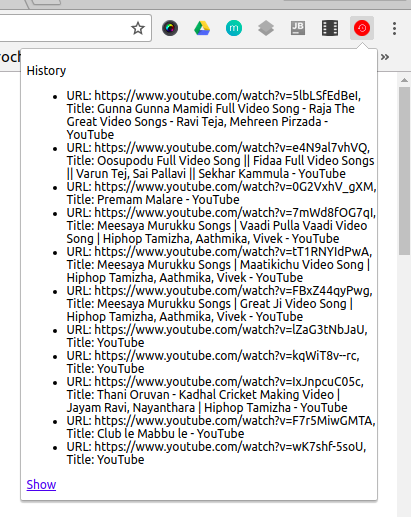 JB
roch
»
History
URL: https://www.youtube.com/watch?v=5lbLSfEdBeI,
Title: Gunna Gunna Mamidi Full Video Song - Raja The
Great Video Songs - Ravi Teja, Mehreen Pirzada -
YouTube
URL: https://www.youtube.com/watch?v=e4N9al7vhVQ,
Title: Oosupodu Full Video Song || Fidaa Full Video Songs
|| Varun Tej, Sai Pallavi || Sekhar Kammula - YouTube
URL: https://www.youtube.com/watch?v=0G2VxhV_gXM,
Title: Premam Malare - YouTube
URL: https://www.youtube.com/watch?v=7mWd8fOG7qI,
Title: Meesaya Murukku Songs | Vaadi Pulla Vaadi Video
Song | Hiphop Tamizha, Aathmika, Vivek - YouTube
URL: https://www.youtube.com/watch?v=tT1RNYIdPwA,
Title: Meesaya Murukku Songs | Maatikichu Video Song |
Hiphop Tamizha, Aathmika, Vivek - YouTube
URL: https://www.youtube.com/watch?v=FBxZ44qyPwg,
Title: Meesaya Murukku Songs | Great Ji Video Song |
Hiphop Tamizha, Aathmika, Vivek - YouTube
URL: https://www.youtube.com/watch?v=lZaG3tNbJaU,
Title: YouTube
URL: https://www.youtube.com/watch?v=kqWiT8v--rc,
Title: YouTube
URL: https://www.youtube.com/watch?v=IxJnpcuC05c,
Title: Thani Oruvan - Kadhal Cricket Making Video |
Jayam Ravi, Nayanthara | Hiphop Tamizha - YouTube
URL: https://www.youtube.com/watch?v=F7r5MiwGMTA,
Title: Club le Mabbu le - YouTube
URL: https://www.youtube.com/watch?v=wK7shf-5soU,
Title: YouTube
Show